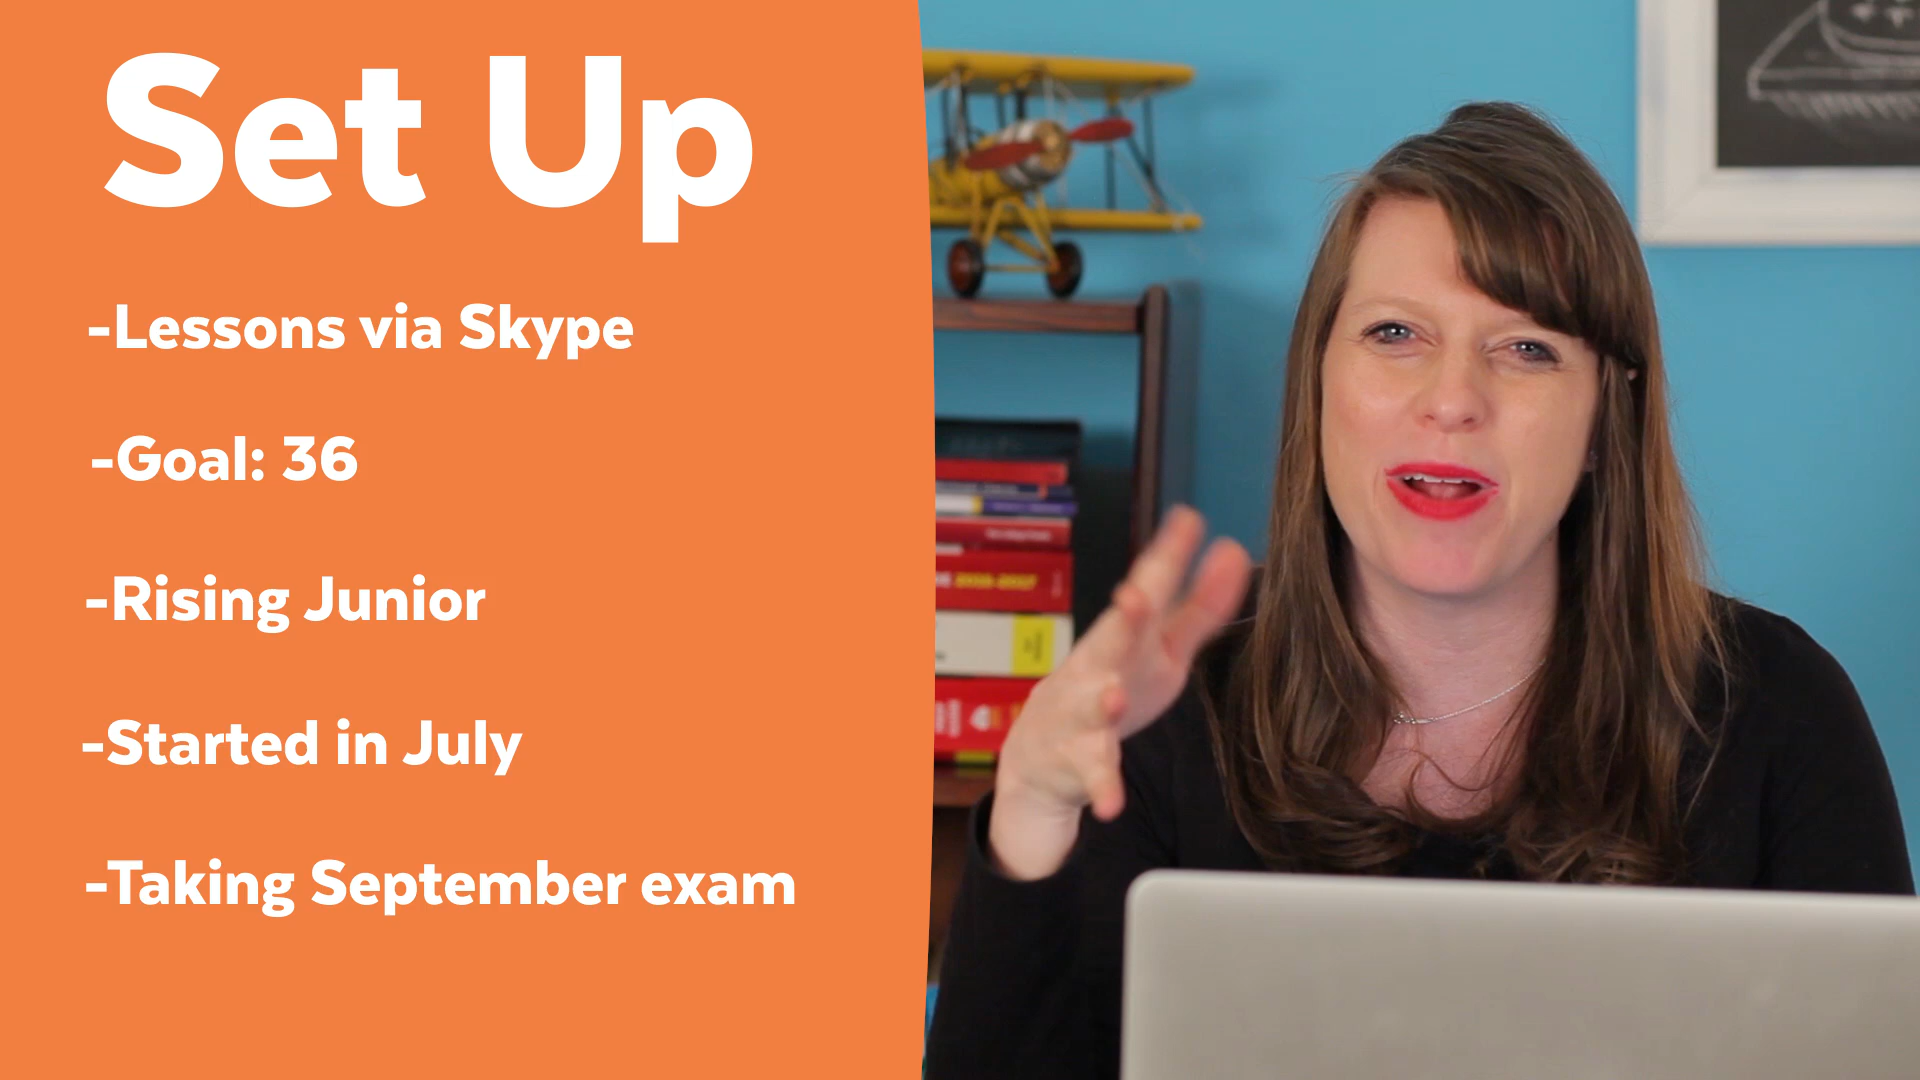 Set Up
-Lessons via Skype
-Goal: 36
-Rising Junior
-Started in July
-Taking September exam